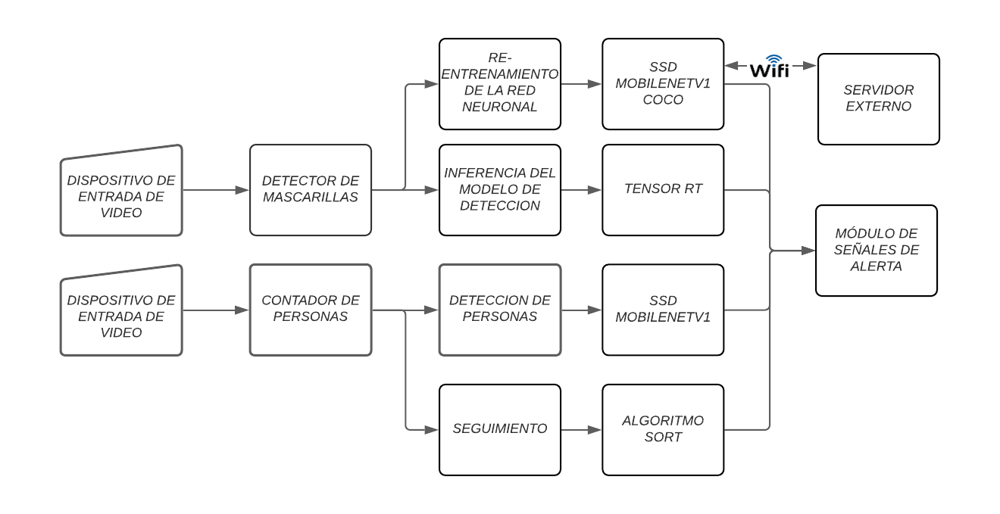 RE-
ENTRENAMIENTO
DE LA RED
NEURONAL
SSD
MOBILENETV1
COCO
Wifi
SERVIDOR
EXTERNO
DISPOSITIVO DE
ENTRADA DE
VIDEO
DETECTOR DE
MASCARILLAS
INFERENCIA DEL
MODELO DE
DETECCION
TENSOR RT
MÓDULO DE
SEÑALES DE
ALERTA
DISPOSITIVO DE
ENTRADA DE
VIDEO
CONTADOR DE
PERSONAS
DETECCION DE
PERSONAS
SSD
MOBILENETV1
SEGUIMIENTO
ALGORITMO
SORT